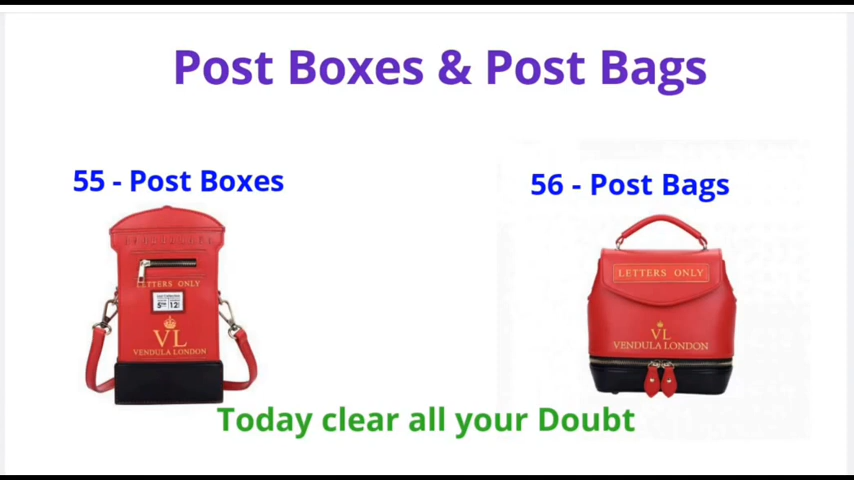 Post Boxes & Post Bags
55 - Post Boxes
56 - Post Bags
LETTERS ONLY
LETTERS ONLY
VL
VENDULA LONDON
VL
VENDULA LONDON
Today clear all your Doubt